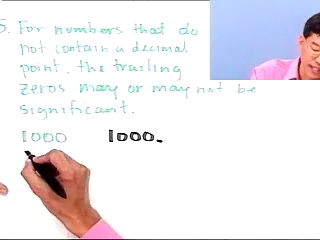 5. For numbers that do
not contain a decimal
point, the trailing
zeros may or may not be
significant.
1000 1000.